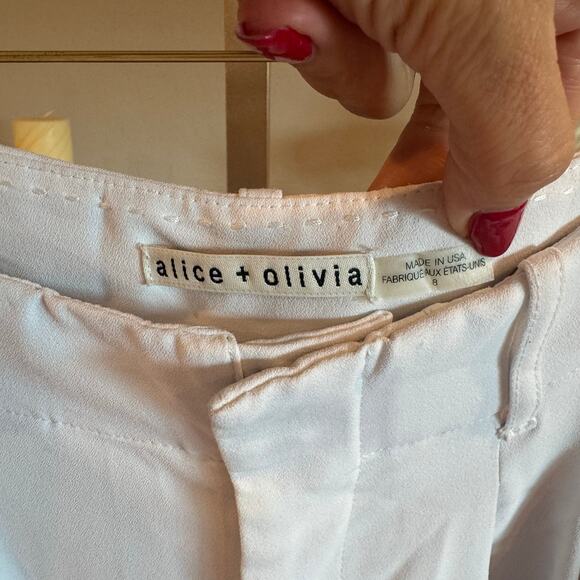 alice + olivia
MADE IN USA
FABRIQUE AUX ETATS-UNIS
8